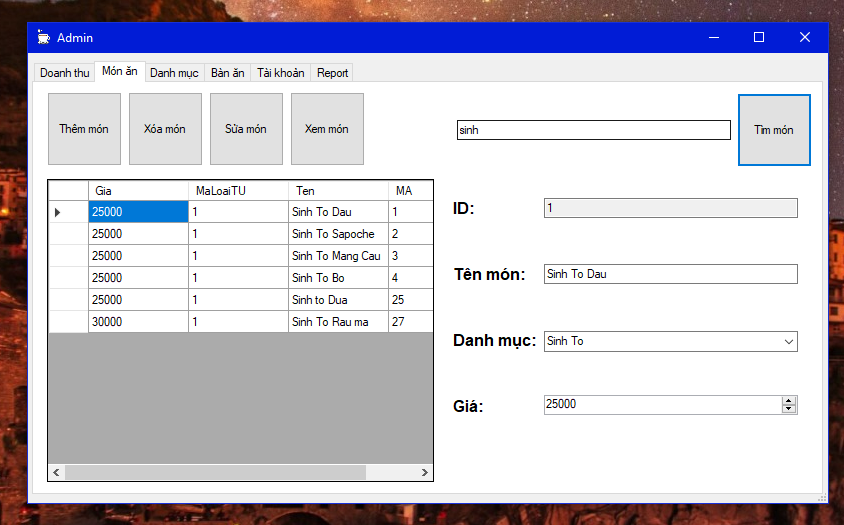 Admin
Doanh thu Món ăn Danh mục Bàn ăn Tài khoản Report
Thêm món Xóa món Sửa món Xem món sinh Tìm món
Gia MaLoaiTU Ten MA
25000 1 Sinh To Dau 1
25000 1 Sinh To Sapoche 2
25000 1 Sinh To Mang Cau 3
25000 1 Sinh To Bo 4
25000 1 Sinh to Dua 25
30000 1 Sinh To Rau ma 27
ID: 1
Tên món: Sinh To Dau
Danh mục: Sinh To
Giá: 25000